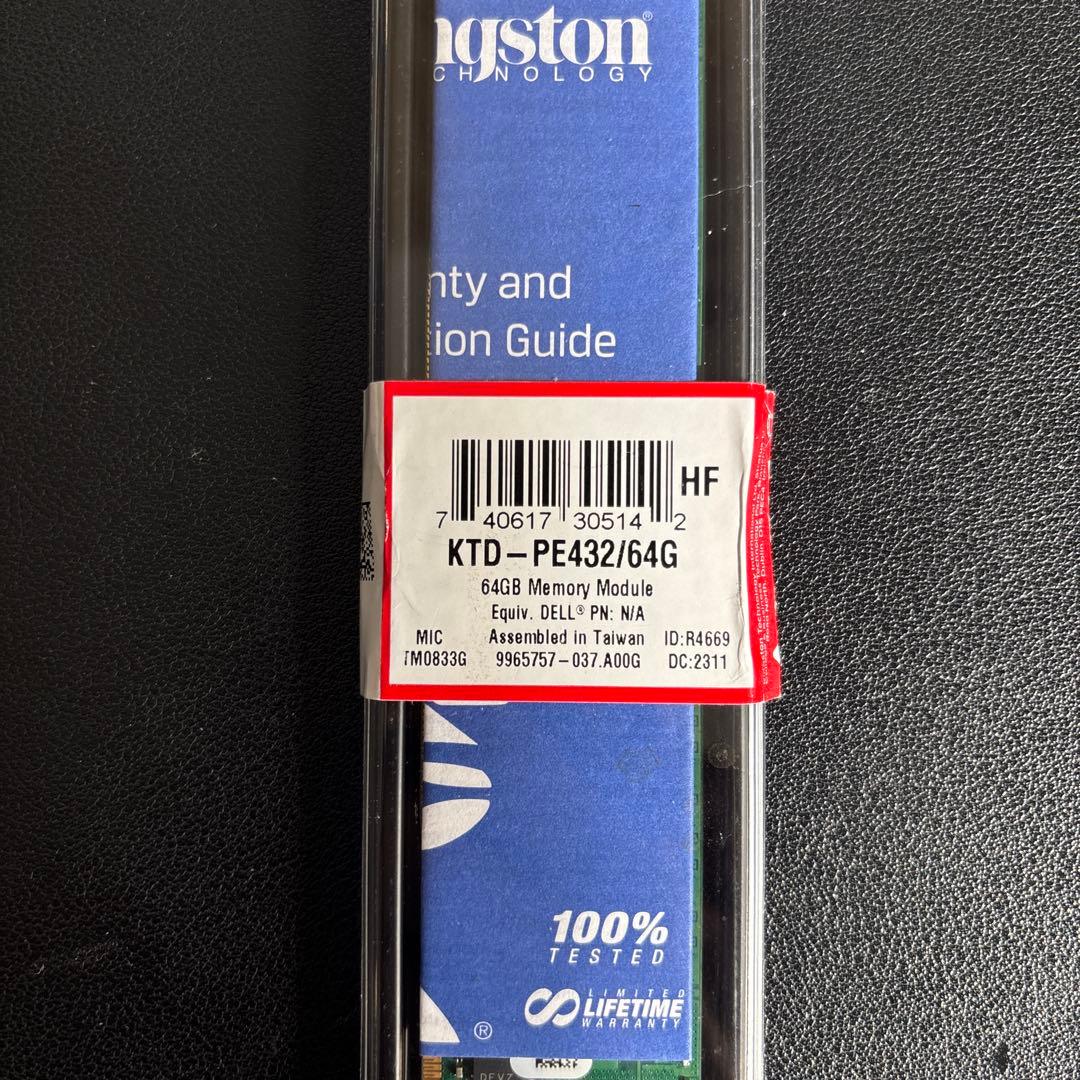 ngston®
CHNOLOGY
nty and
ion Guide
HF
7 40617 30514 2
KTD-PE432/64G
64GB Memory Module
Equiv. DELL® PN: N/A
MIC Assembled in Taiwan ID:R4669
TM0833G 9965757-037.A00G DC:2311
100%
TESTED
LIMITED
LIFETIME
WARRANTY
®